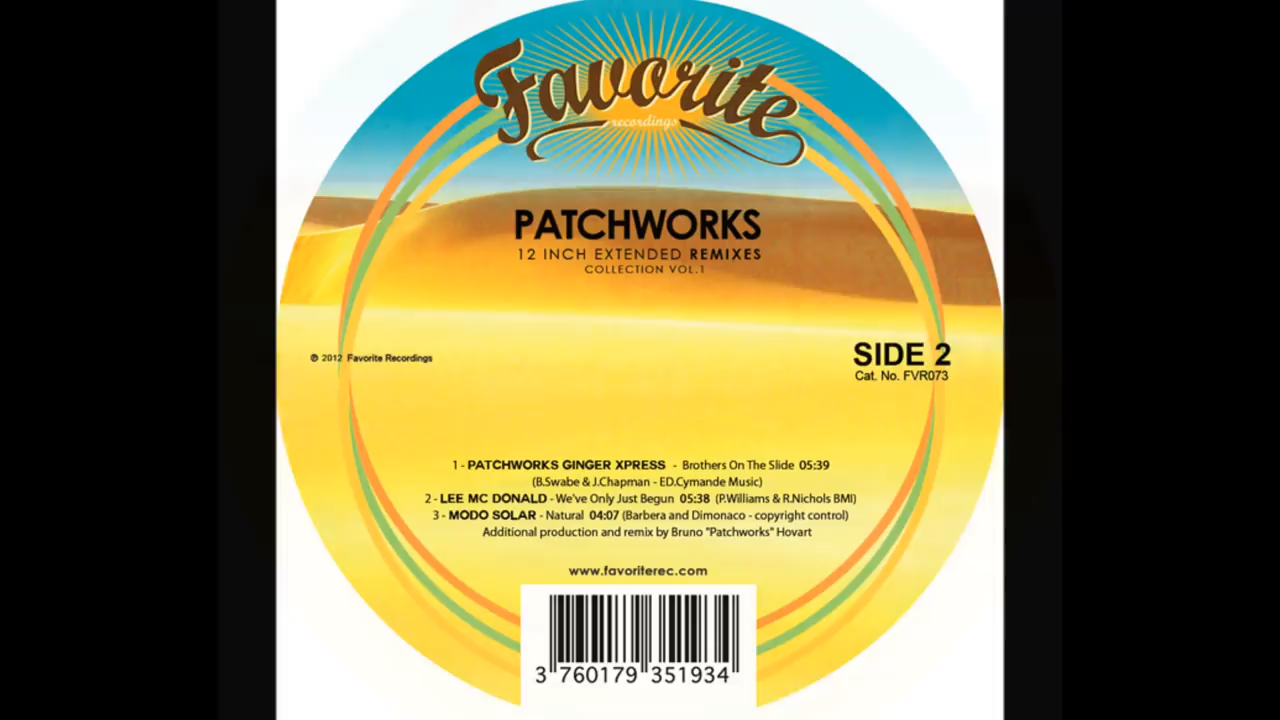 Favorite
recordings
PATCHWORKS
12 INCH EXTENDED REMIXES
COLLECTION VOL.1
℗ 2012 Favorite Recordings
SIDE 2
Cat. No. FVR073
1 - PATCHWORKS GINGER XPRESS - Brothers On The Slide 05:39
(B.Swabe & J.Chapman - ED.Cymande Music)
2 - LEE MC DONALD - We've Only Just Begun 05:38 (P.Williams & R.Nichols BMI)
3 - MODO SOLAR - Natural 04:07 (Barbera and Dimonaco - copyright control)
Additional production and remix by Bruno "Patchworks" Hovart
www.favoriterec.com
3 760179 351934